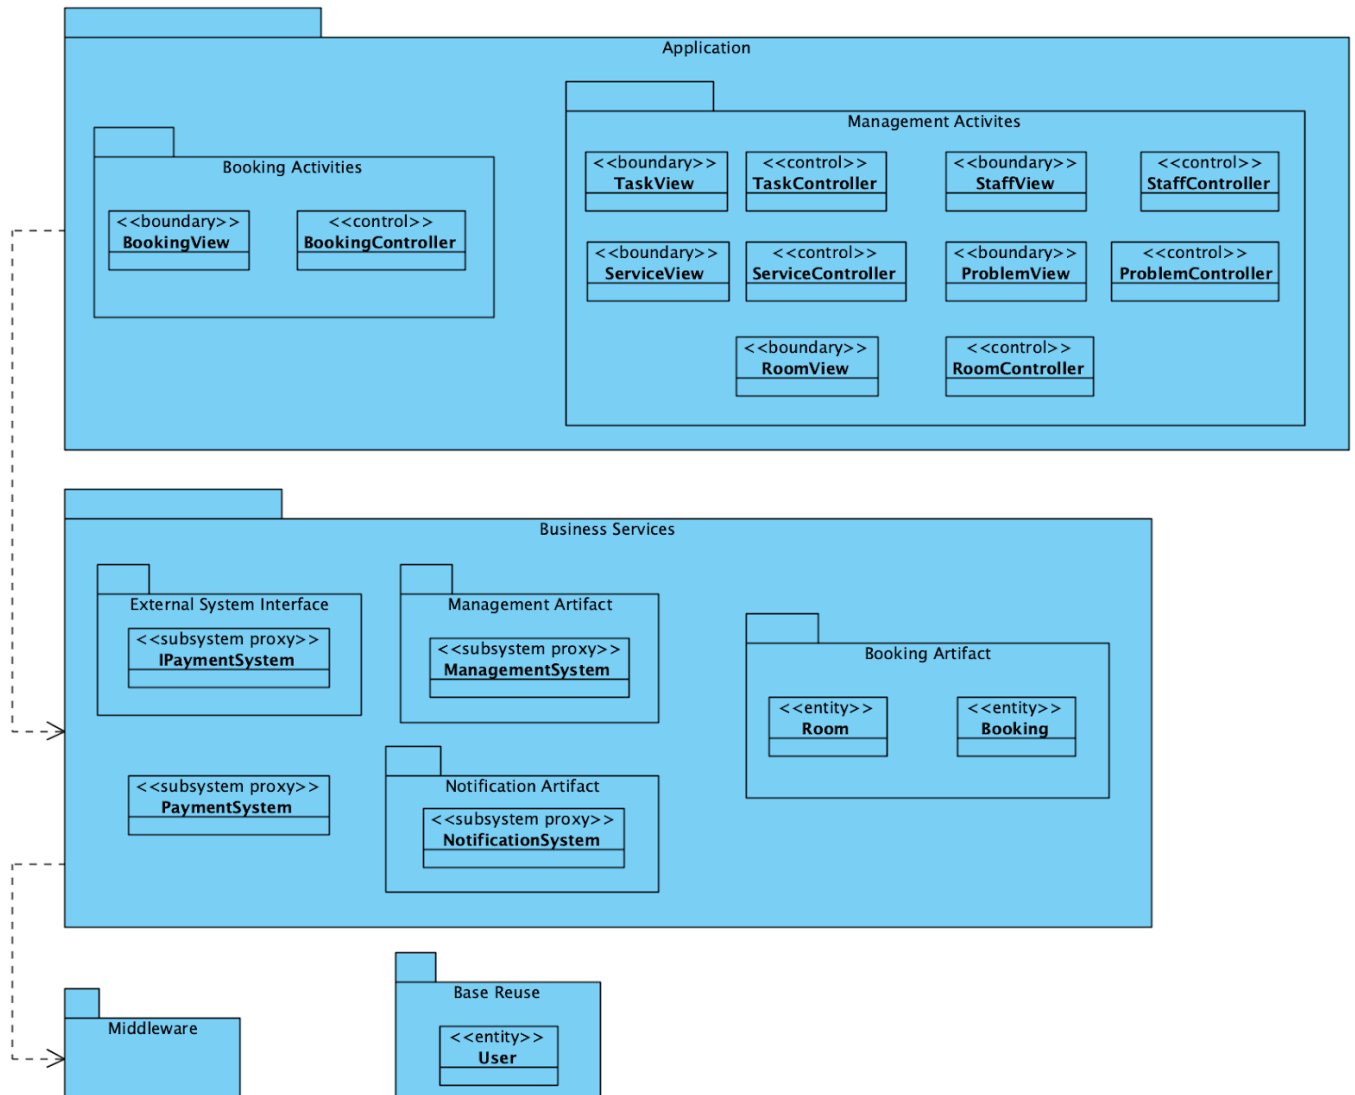 Application
Booking Activities
<<boundary>>
BookingView
<<control>>
BookingController
Management Activites
<<boundary>>
TaskView
<<control>>
TaskController
<<boundary>>
StaffView
<<control>>
StaffController
<<boundary>>
ServiceView
<<control>>
ServiceController
<<boundary>>
ProblemView
<<control>>
ProblemController
<<boundary>>
RoomView
<<control>>
RoomController
Business Services
External System Interface
<<subsystem proxy>>
IPaymentSystem
Management Artifact
<<subsystem proxy>>
ManagementSystem
Booking Artifact
<<entity>>
Room
<<entity>>
Booking
<<subsystem proxy>>
PaymentSystem
Notification Artifact
<<subsystem proxy>>
NotificationSystem
Middleware
Base Reuse
<<entity>>
User